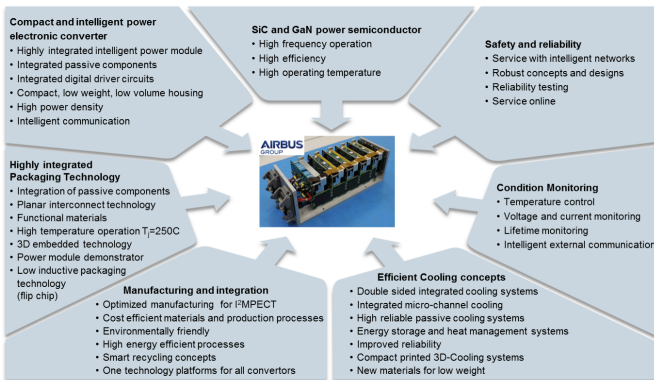 Compact and intelligent power
electronic converter
• Highly integrated intelligent power module
• Integrated passive components
• Integrated digital driver circuits
• Compact, low weight, low volume housing
• High power density
• Intelligent communication
SiC and GaN power semiconductor
• High frequency operation
• High efficiency
• High operating temperature
Safety and reliability
• Service with intelligent networks
• Robust concepts and designs
• Reliability testing
• Service online
AIRBUS
GROUP
Highly integrated
Packaging Technology
• Integration of passive components
• Planar interconnect technology
• Functional materials
• High temperature operation Tj=250C
• 3D embedded technology
• Power module demonstrator
• Low inductive packaging
technology
(flip chip)
Condition Monitoring
• Temperature control
• Voltage and current monitoring
• Lifetime monitoring
• Intelligent external communication
Manufacturing and integration
• Optimized manufacturing for I²MPECT
• Cost efficient materials and production processes
• Environmentally friendly
• High energy efficient processes
• Smart recycling concepts
• One technology platforms for all convertors
Efficient Cooling concepts
• Double sided integrated cooling systems
• Integrated micro-channel cooling
• High reliable passive cooling systems
• Energy storage and heat management systems
• Improved reliability
• Compact printed 3D-Cooling systems
• New materials for low weight